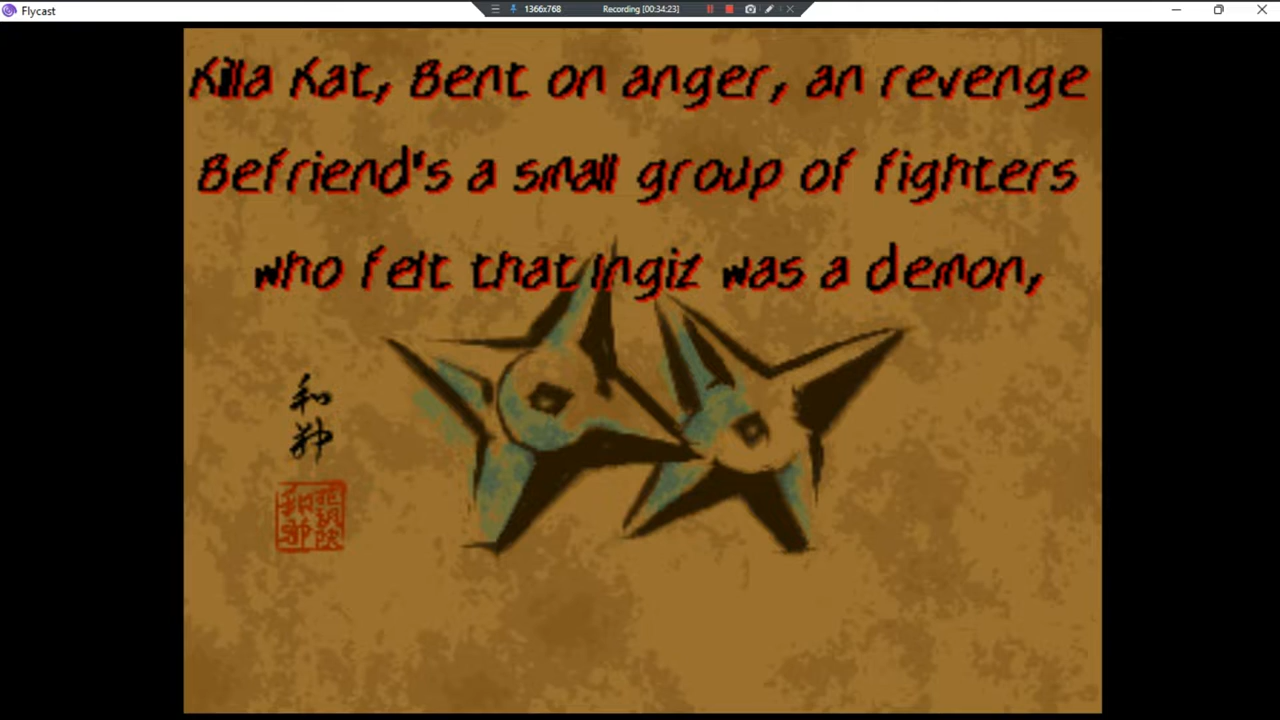 Flycast
1366x768
Recording [00:34:23]
Killa Kat, Bent on anger, an revenge
Befriend's a small group of fighters
who felt that Ingiz was a demon,